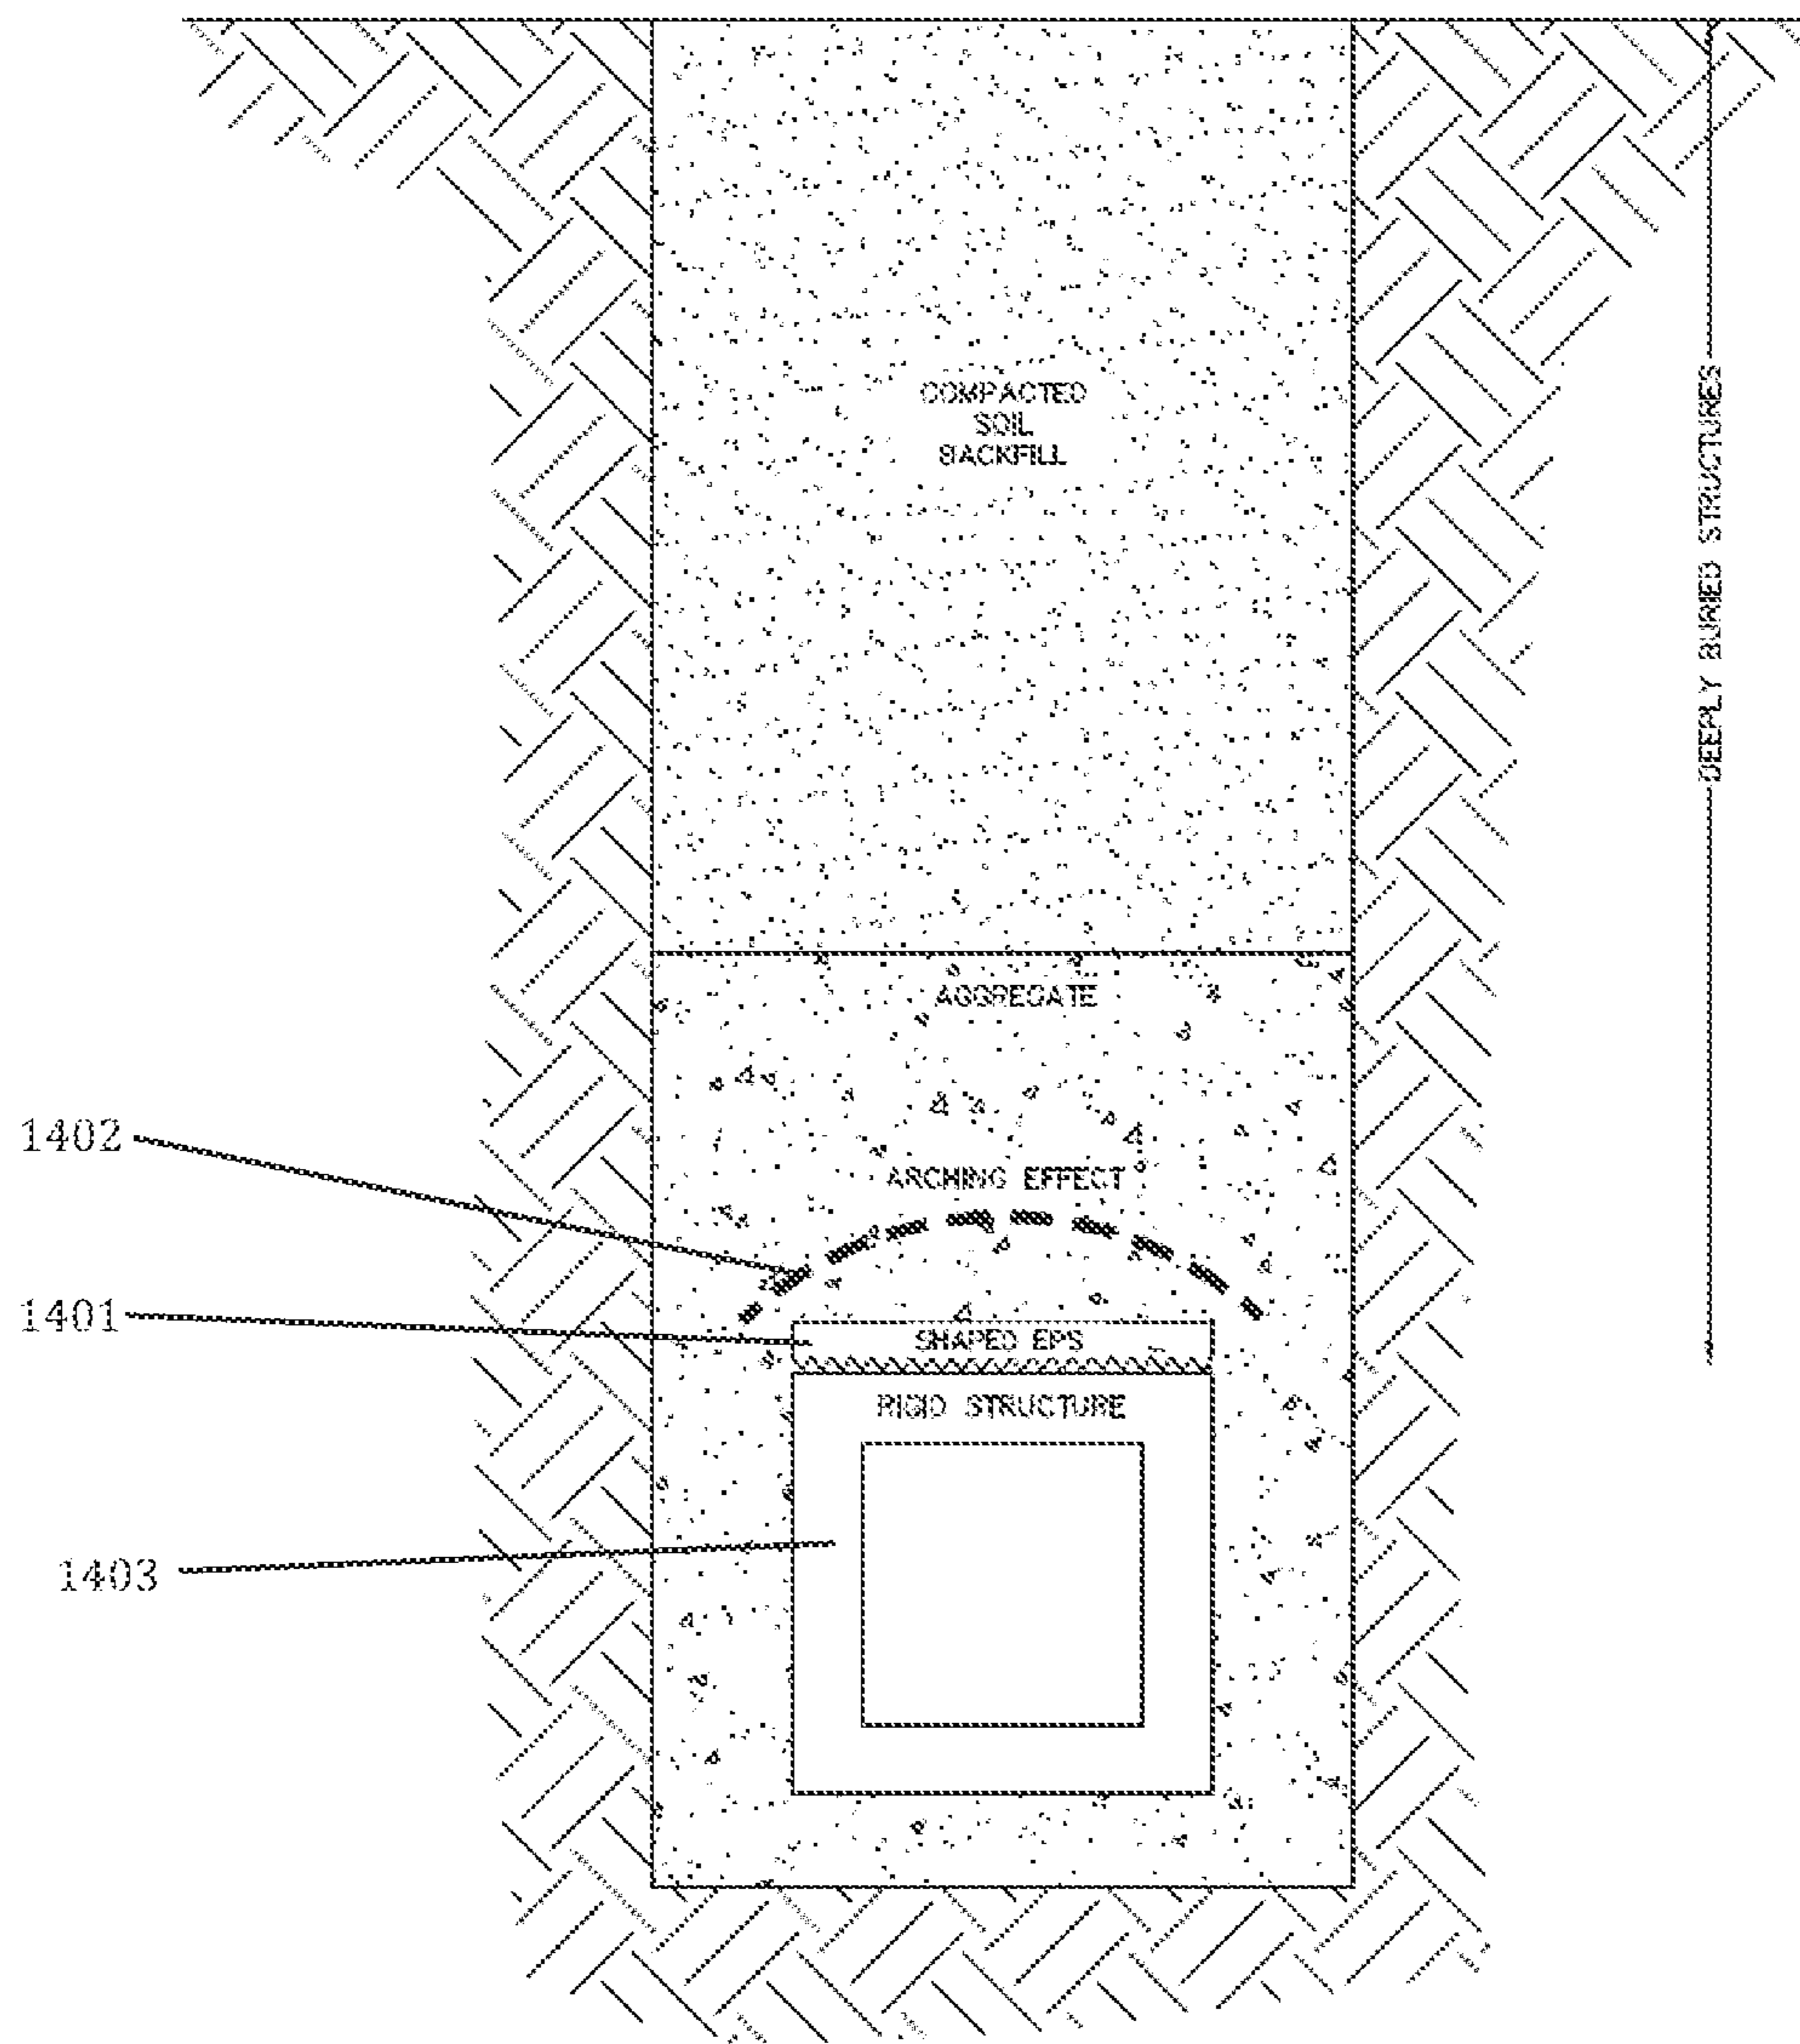 COMPACTED
SOIL
BACKFILL
DEEPLY BURIED STRUCTURES
AGGREGATE
1402
ARCHING EFFECT
1401
SHAPED EPS
RIGID STRUCTURE
1403